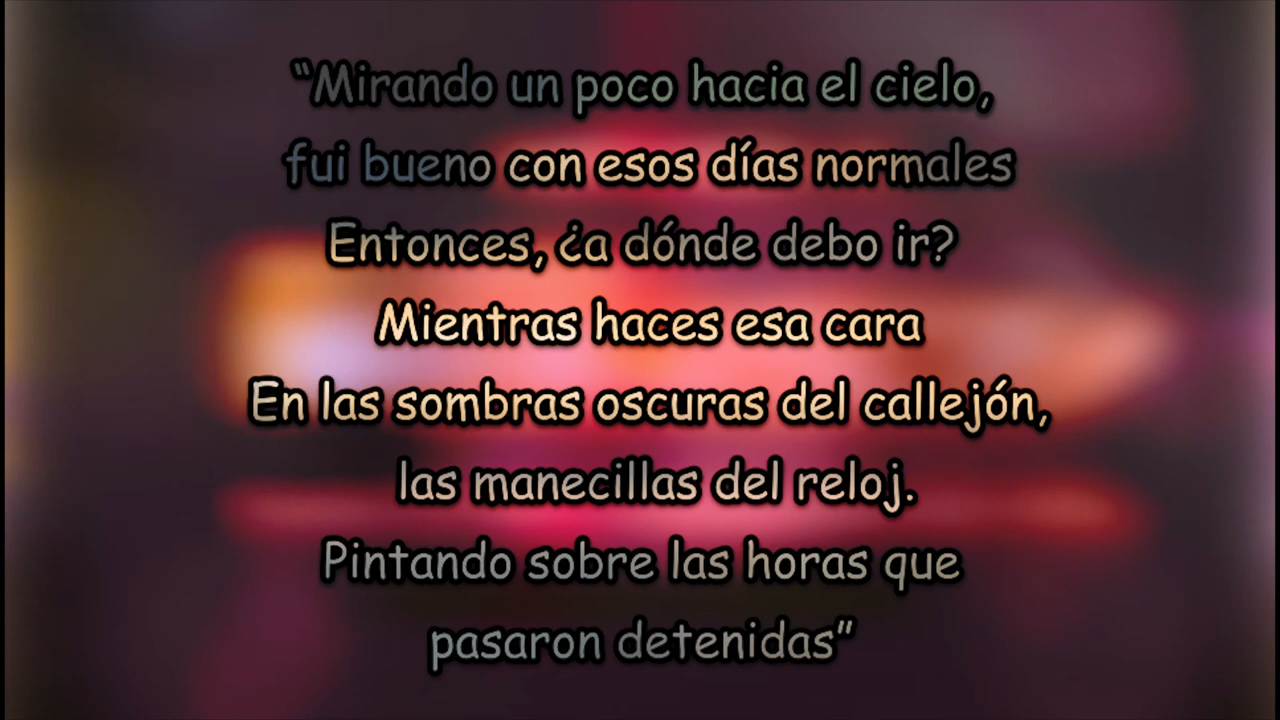 “Mirando un poco hacia el cielo,
fui bueno con esos días normales
Entonces, ¿a dónde debo ir?
Mientras haces esa cara
En las sombras oscuras del callejón,
las manecillas del reloj.
Pintando sobre las horas que
pasaron detenidas”